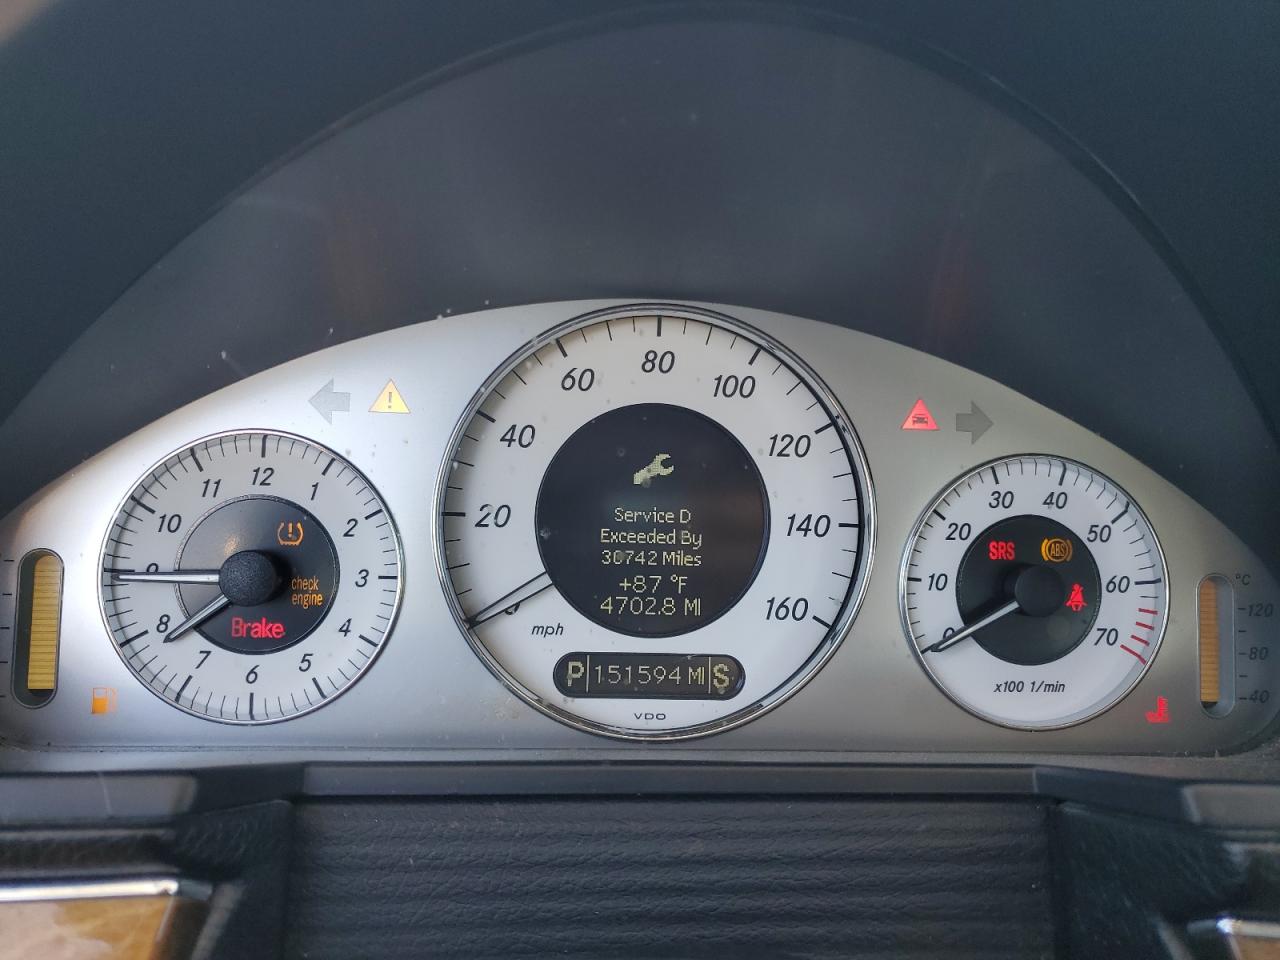 80
60
100
40
120
20
140
0
160
mph
Service D
Exceeded By
30742 Miles
+87 °F
4702.8 MI
P 151594 MI S
VDO
12
1
2
3
4
5
6
7
8
9
10
11
check
engine
Brake
0
10
20
30
40
50
60
70
SRS
ABS
x100 1/min
°C
120
80
40